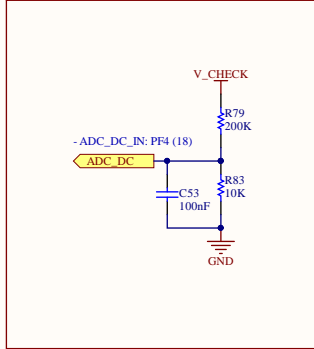 V_CHECK
R79
200K
- ADC_DC_IN: PF4 (18)
ADC_DC
R83
10K
C53
100nF
GND